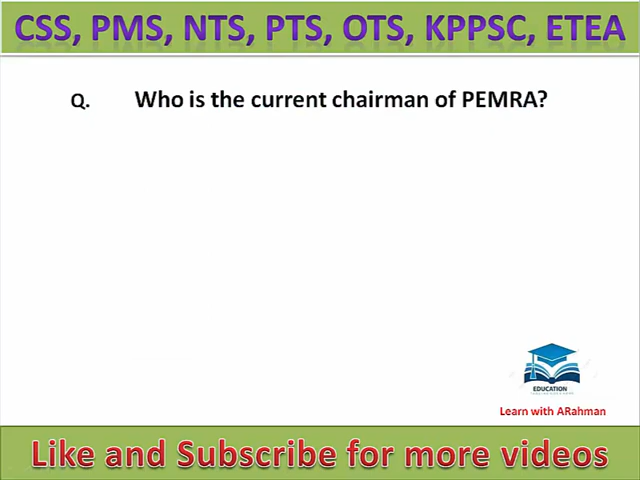 CSS, PMS, NTS, PTS, OTS, KPPSC, ETEA
Q. Who is the current chairman of PEMRA?
EDUCATION
Learn with ARahman
Like and Subscribe for more videos